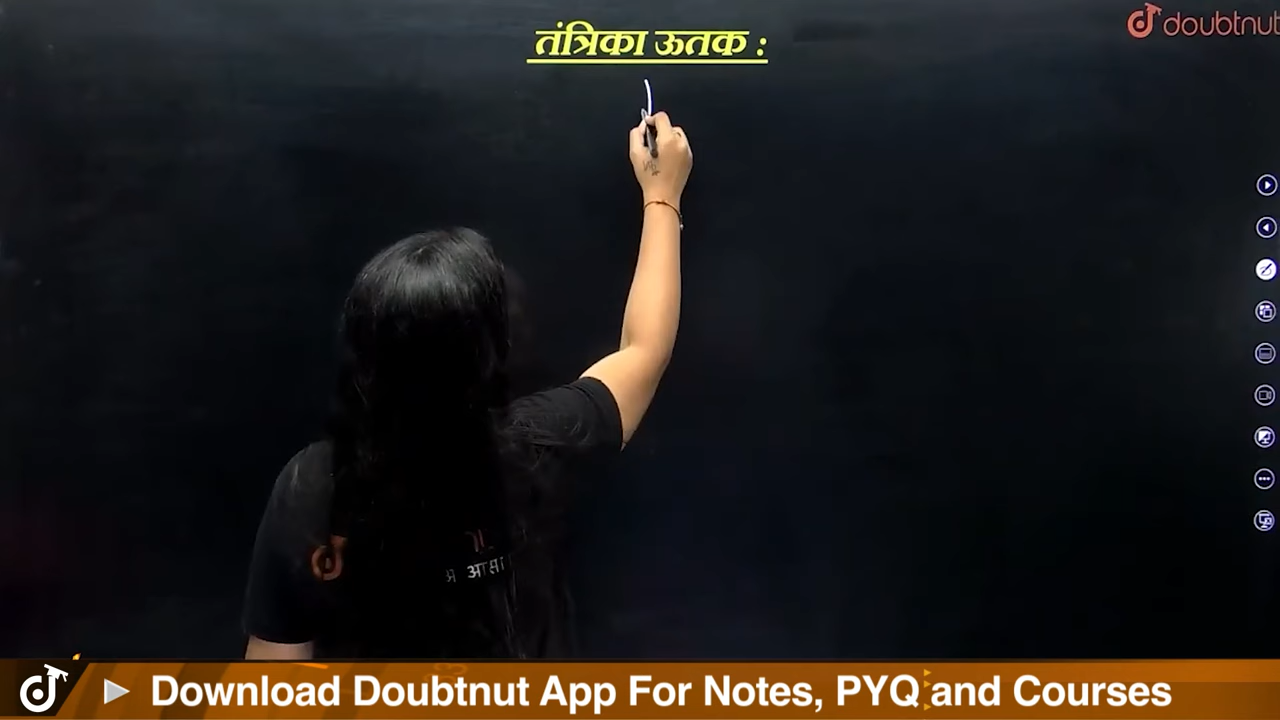 तंत्रिका ऊतक :
doubtnut
Download Doubtnut App For Notes, PYQ and Courses